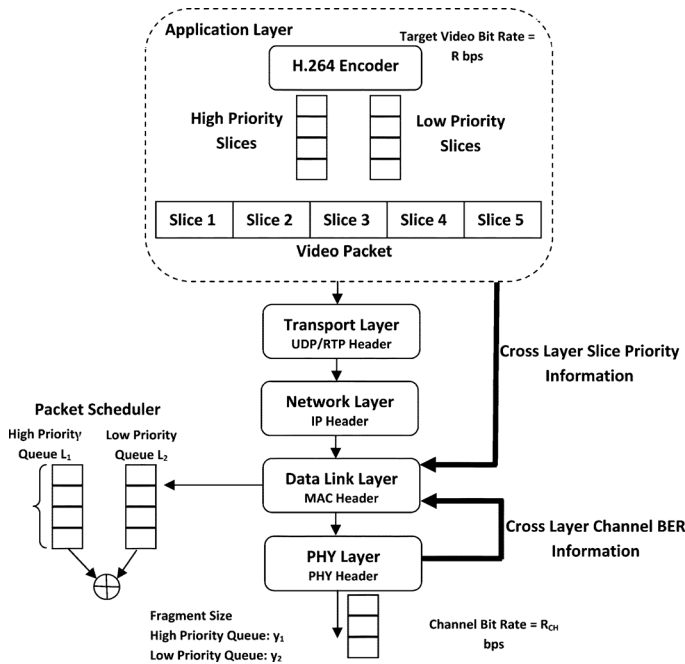 Application Layer
Target Video Bit Rate =
R bps
H.264 Encoder
High Priority
Slices
Low Priority
Slices
Slice 1
Slice 2
Slice 3
Slice 4
Slice 5
Video Packet
Transport Layer
UDP/RTP Header
Cross Layer Slice Priority
Information
Network Layer
IP Header
Packet Scheduler
High Priority
Queue L₁
Low Priority
Queue L₂
Data Link Layer
MAC Header
Cross Layer Channel BER
Information
PHY Layer
PHY Header
Fragment Size
High Priority Queue: y₁
Low Priority Queue: y₂
Channel Bit Rate = R_CH
bps